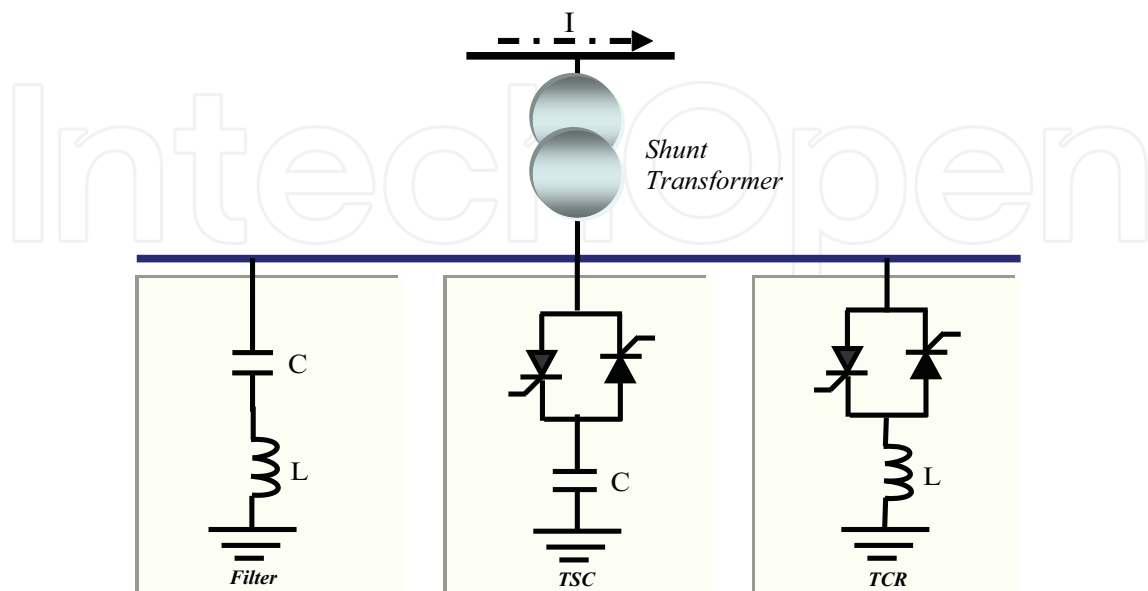 I
IntechOpen
Shunt
Transformer
C
L
Filter
C
TSC
L
TCR